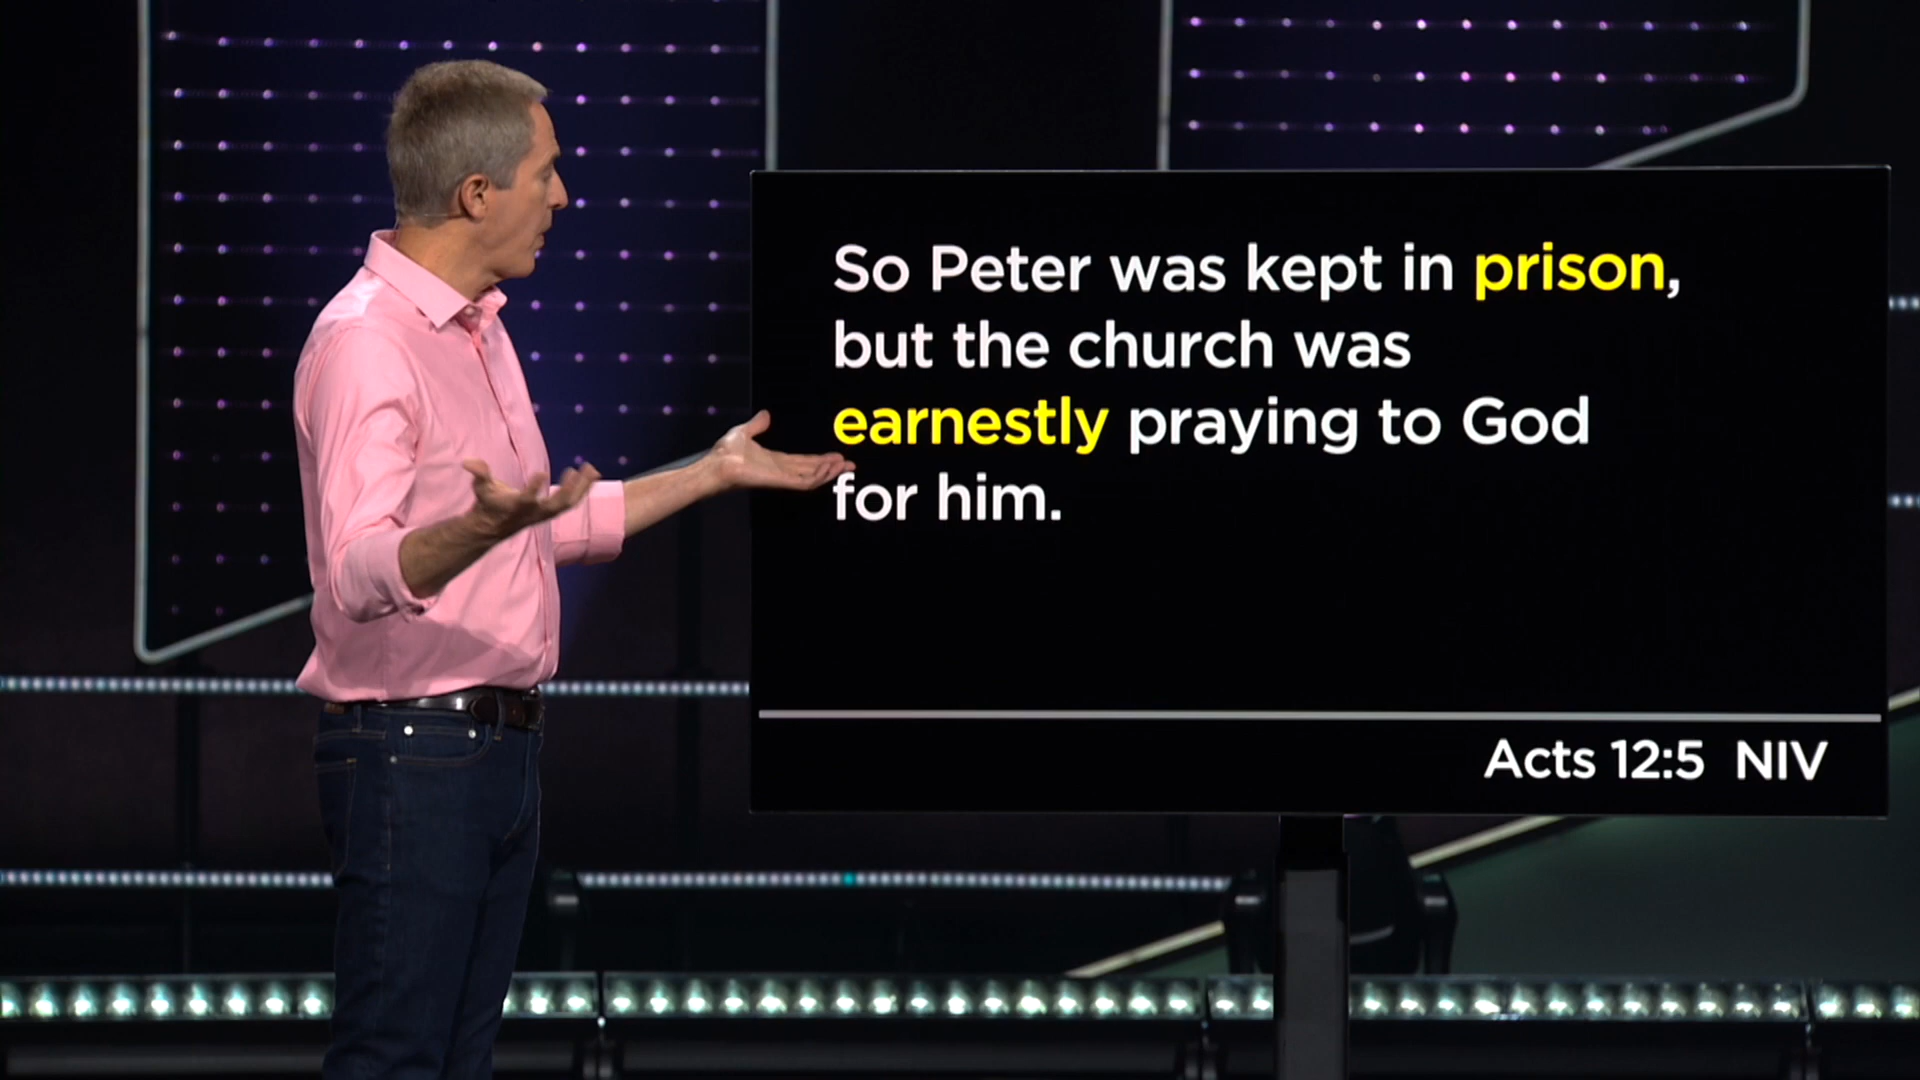 So Peter was kept in prison,
but the church was
earnestly praying to God
for him.
Acts 12:5 NIV